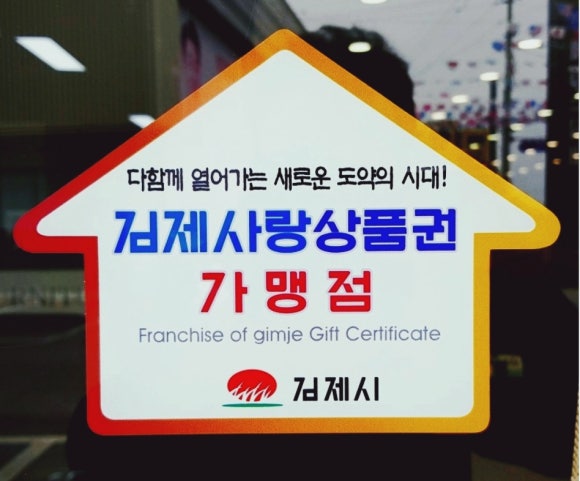 다함께 열어가는 새로운 도약의 시대!
김제사랑상품권
가맹점
Franchise of gimje Gift Certificate
김제시